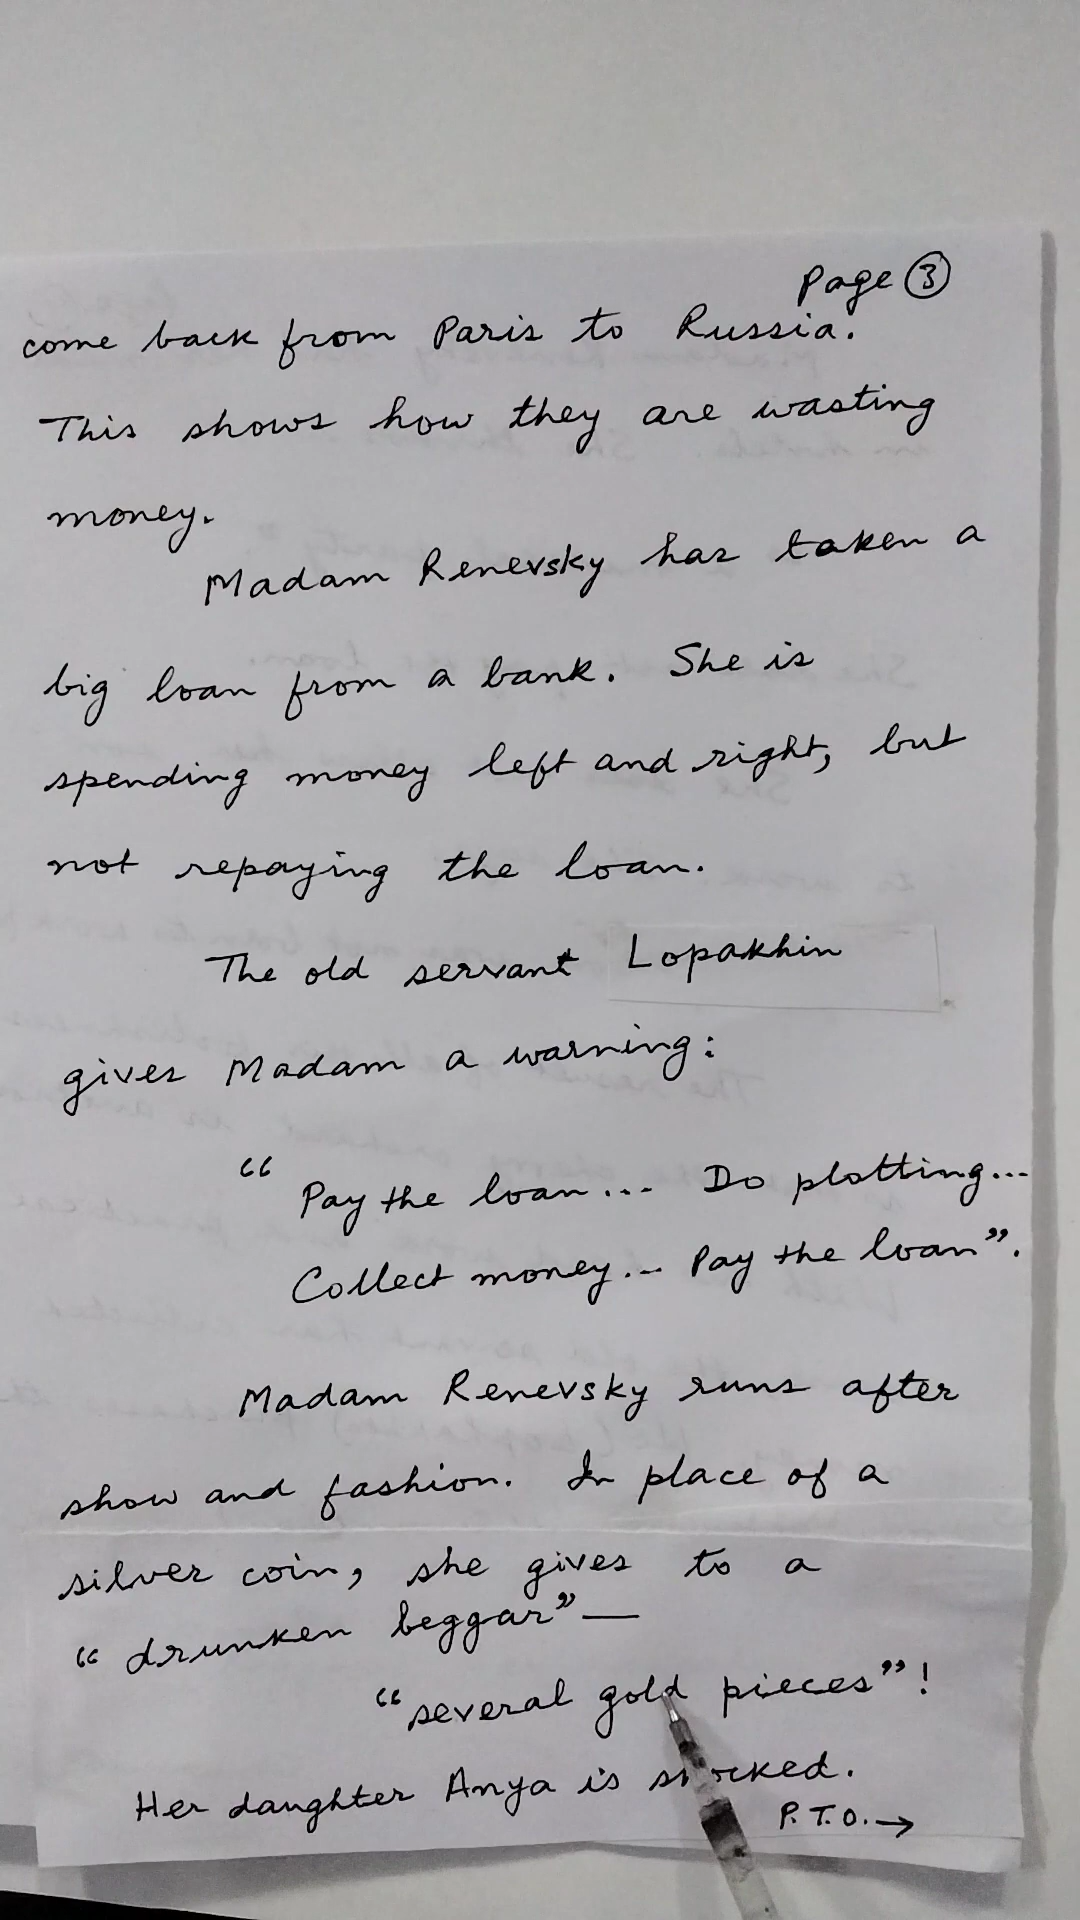 Page ③
come back from Paris to Russia.
This shows how they are wasting
money.
Madam Renevsky has taken a
big loan from a bank. She is
spending money left and right, but
not repaying the loan.
The old servant Lopakhin
gives Madam a warning:
"Pay the loan... Do plotting...
Collect money... Pay the loan".
Madam Renevsky runs after
show and fashion. In place of a
silver coin, she gives to a
"drunken beggar" —
"several gold pieces"!
Her daughter Anya is shocked.
P.T.O. →